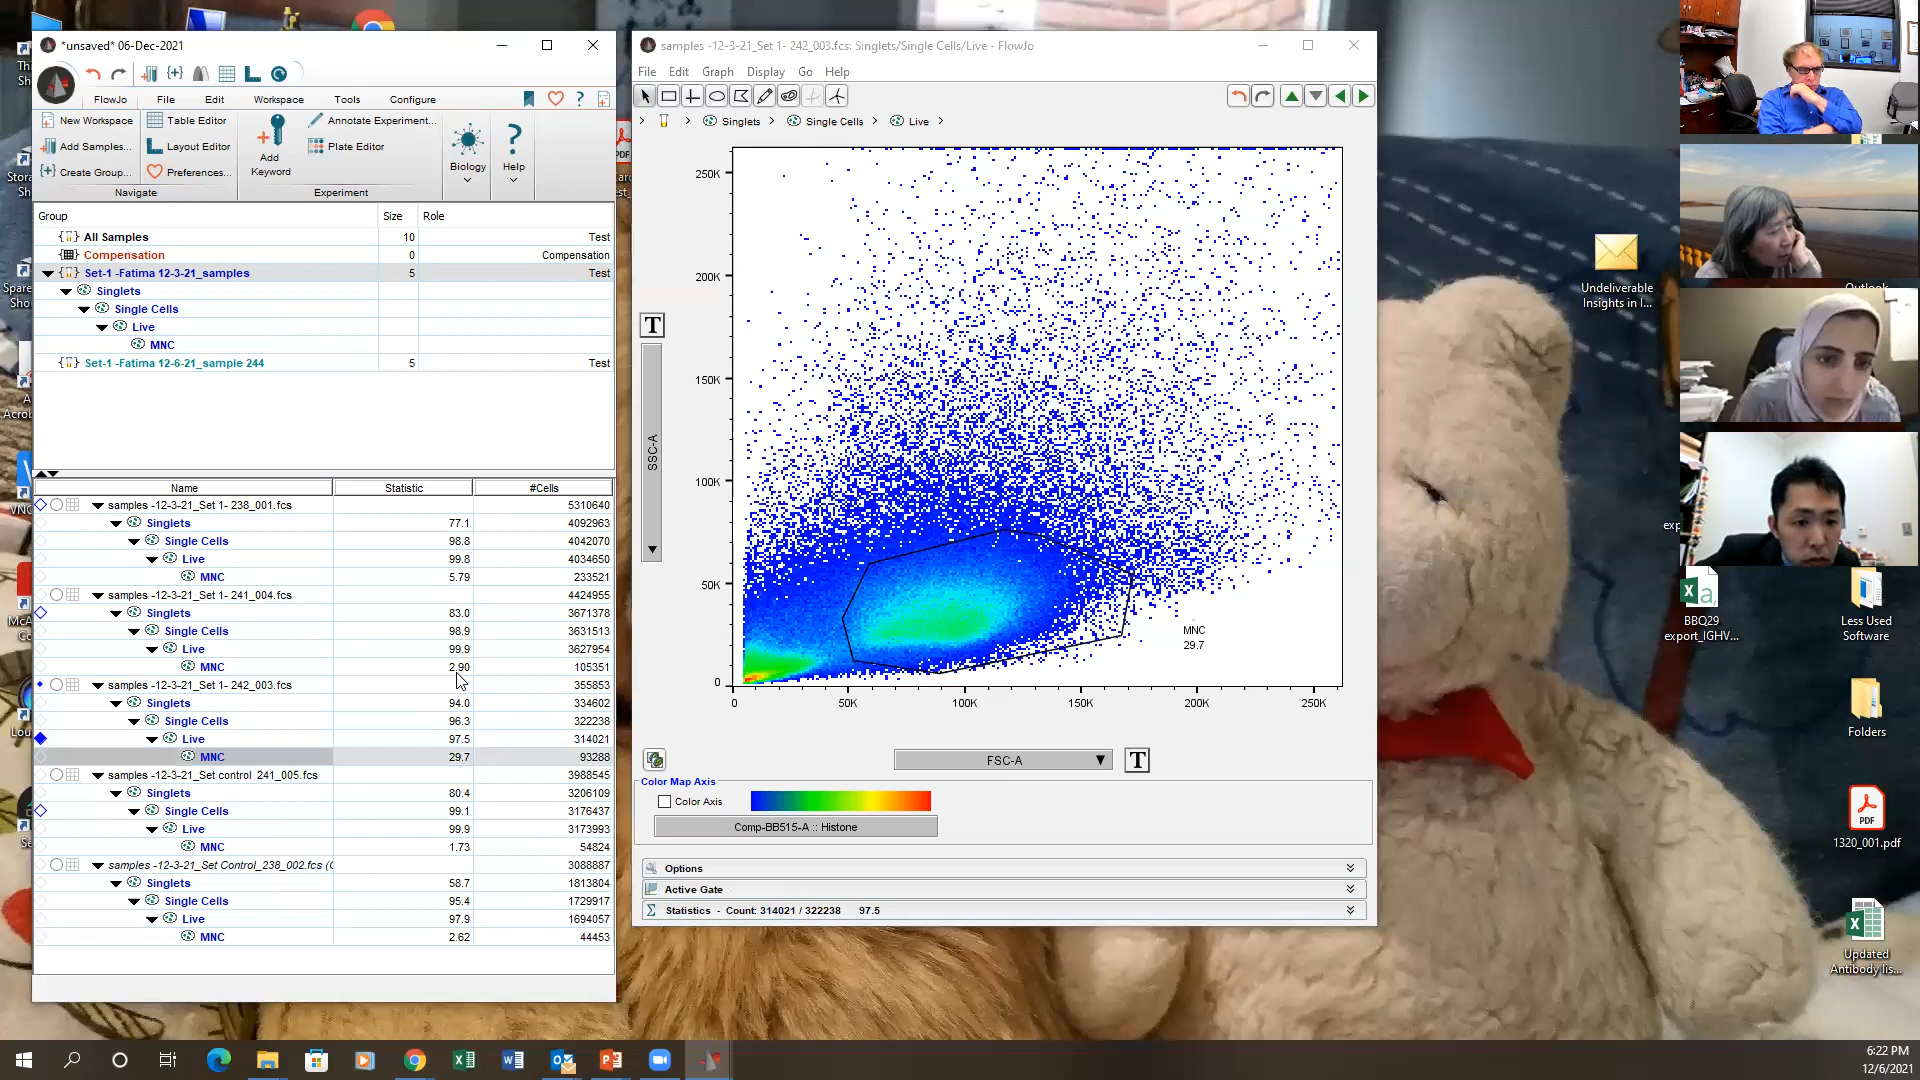 *unsaved* 06-Dec-2021
FlowJo
File
Edit
Workspace
Tools
Configure
New Workspace
Add Samples...
Create Group...
Navigate
Table Editor
Layout Editor
Preferences...
Add Keyword
Annotate Experiment...
Plate Editor
Experiment
Biology
Help
Group Size Role
All Samples 10 Test
Compensation 0 Compensation
Set-1 -Fatima 12-3-21_samples 5 Test
Singlets
Single Cells
Live
MNC
Set-1 -Fatima 12-6-21_sample 244 5 Test
Name Statistic #Cells
samples -12-3-21_Set 1- 238_001.fcs 5310640
Singlets 77.1 4092963
Single Cells 98.8 4042070
Live 99.8 4034650
MNC 5.79 233521
samples -12-3-21_Set 1- 241_004.fcs 4424955
Singlets 83.0 3671378
Single Cells 98.9 3631513
Live 99.9 3627954
MNC 2.90 105351
samples -12-3-21_Set 1- 242_003.fcs 355853
Singlets 94.0 334602
Single Cells 96.3 322238
Live 97.5 314021
MNC 29.7 93288
samples -12-3-21_Set control 241_005.fcs 3988545
Singlets 80.4 3206109
Single Cells 99.1 3176437
Live 99.9 3173993
MNC 1.73 54824
samples -12-3-21_Set Control_238_002.fcs (C 3088887
Singlets 58.7 1813804
Single Cells 95.4 1729917
Live 97.9 1694057
MNC 2.62 44453
samples -12-3-21_Set 1- 242_003.fcs: Singlets/Single Cells/Live - FlowJo
File Edit Graph Display Go Help
Singlets
Single Cells
Live
250K
200K
150K
100K
50K
0
SSC-A
T
MNC
29.7
0 50K 100K 150K 200K 250K
FSC-A
T
Color Map Axis
Color Axis
Comp-BB515-A :: Histone
Options
Active Gate
Statistics - Count: 314021 / 322238 97.5
Undeliverable
Insights in I...
BBQ29
export_IGHV...
Less Used
Software
Folders
PDF
1320_001.pdf
Updated
Antibody lis...
6:22 PM
12/6/2021